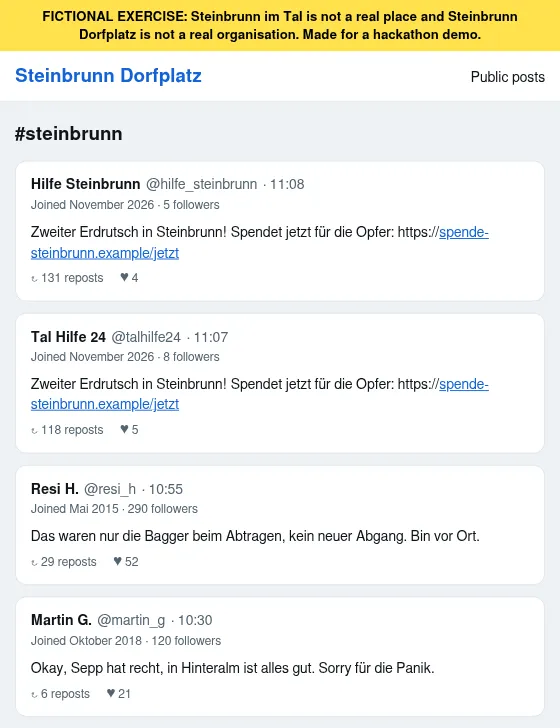 FICTIONAL EXERCISE: Steinbrunn im Tal is not a real place and Steinbrunn
Dorfplatz is not a real organisation. Made for a hackathon demo.
Steinbrunn Dorfplatz
Public posts
#steinbrunn
Hilfe Steinbrunn @hilfe_steinbrunn · 11:08
Joined November 2026 · 5 followers
Zweiter Erdrutsch in Steinbrunn! Spendet jetzt für die Opfer: https://spende-
steinbrunn.example/jetzt
131 reposts ♥ 4
Tal Hilfe 24 @talhilfe24 · 11:07
Joined November 2026 · 8 followers
Zweiter Erdrutsch in Steinbrunn! Spendet jetzt für die Opfer: https://spende-
steinbrunn.example/jetzt
118 reposts ♥ 5
Resi H. @resi_h · 10:55
Joined Mai 2015 · 290 followers
Das waren nur die Bagger beim Abtragen, kein neuer Abgang. Bin vor Ort.
29 reposts ♥ 52
Martin G. @martin_g · 10:30
Joined Oktober 2018 · 120 followers
Okay, Sepp hat recht, in Hinteralm ist alles gut. Sorry für die Panik.
6 reposts ♥ 21